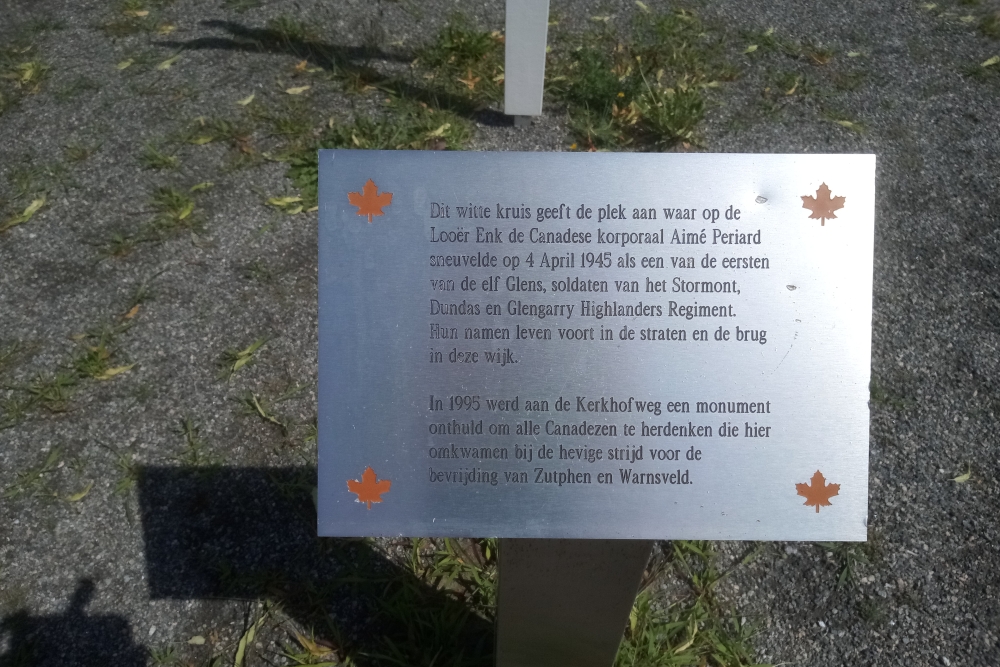 Dit witte kruis geeft de plek aan waar op de
Looër Enk de Canadese korporaal Aimé Periard
sneuvelde op 4 April 1945 als een van de eersten
van de elf Glens, soldaten van het Stormont,
Dundas en Glengarry Highlanders Regiment.
Hun namen leven voort in de straten en de brug
in deze wijk.
In 1995 werd aan de Kerkhofweg een monument
onthuld om alle Canadezen te herdenken die hier
omkwamen bij de hevige strijd voor de
bevrijding van Zutphen en Warnsveld.